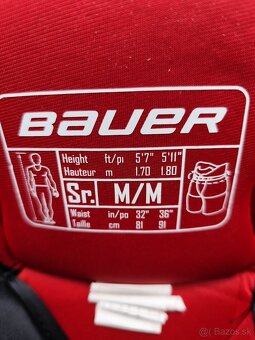 BAUER
Height ft/pi 5'7" 5'11"
Hauteur m 1.70 1.80
Sr. M/M
Waist in/po 32" 36"
Taille cm 81 91
© Bazos.sk